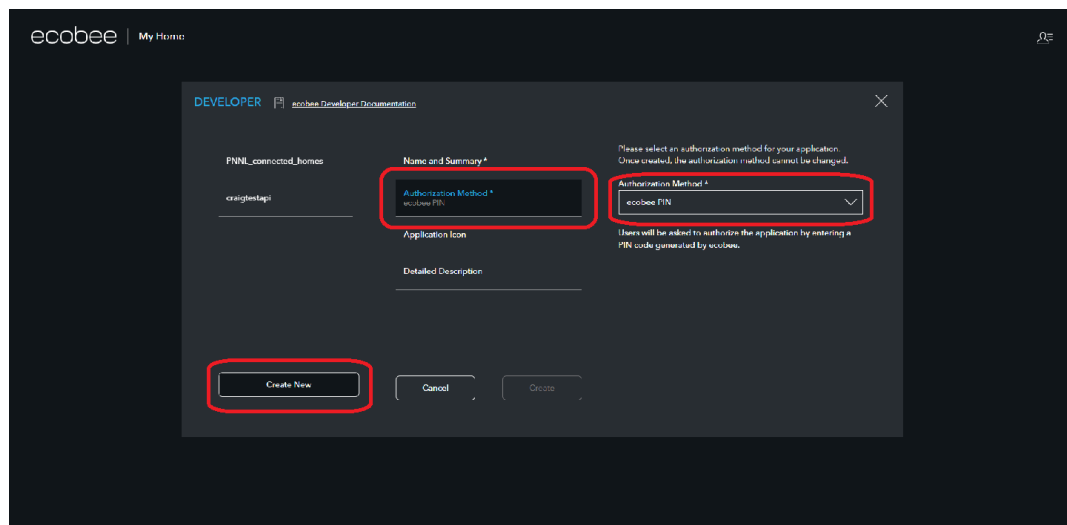 ecobee | My Home
DEVELOPER ecobee Developer Documentation
PNNL_connected_homes
craigtestapi
Create New
Name and Summary *
Authorization Method *
ecobee PIN
Application Icon
Detailed Description
Cancel
Create
Please select an authorization method for your application.
Once created, the authorization method cannot be changed.
Authorization Method *
ecobee PIN
Users will be asked to authorize the application by entering a
PIN code generated by ecobee.